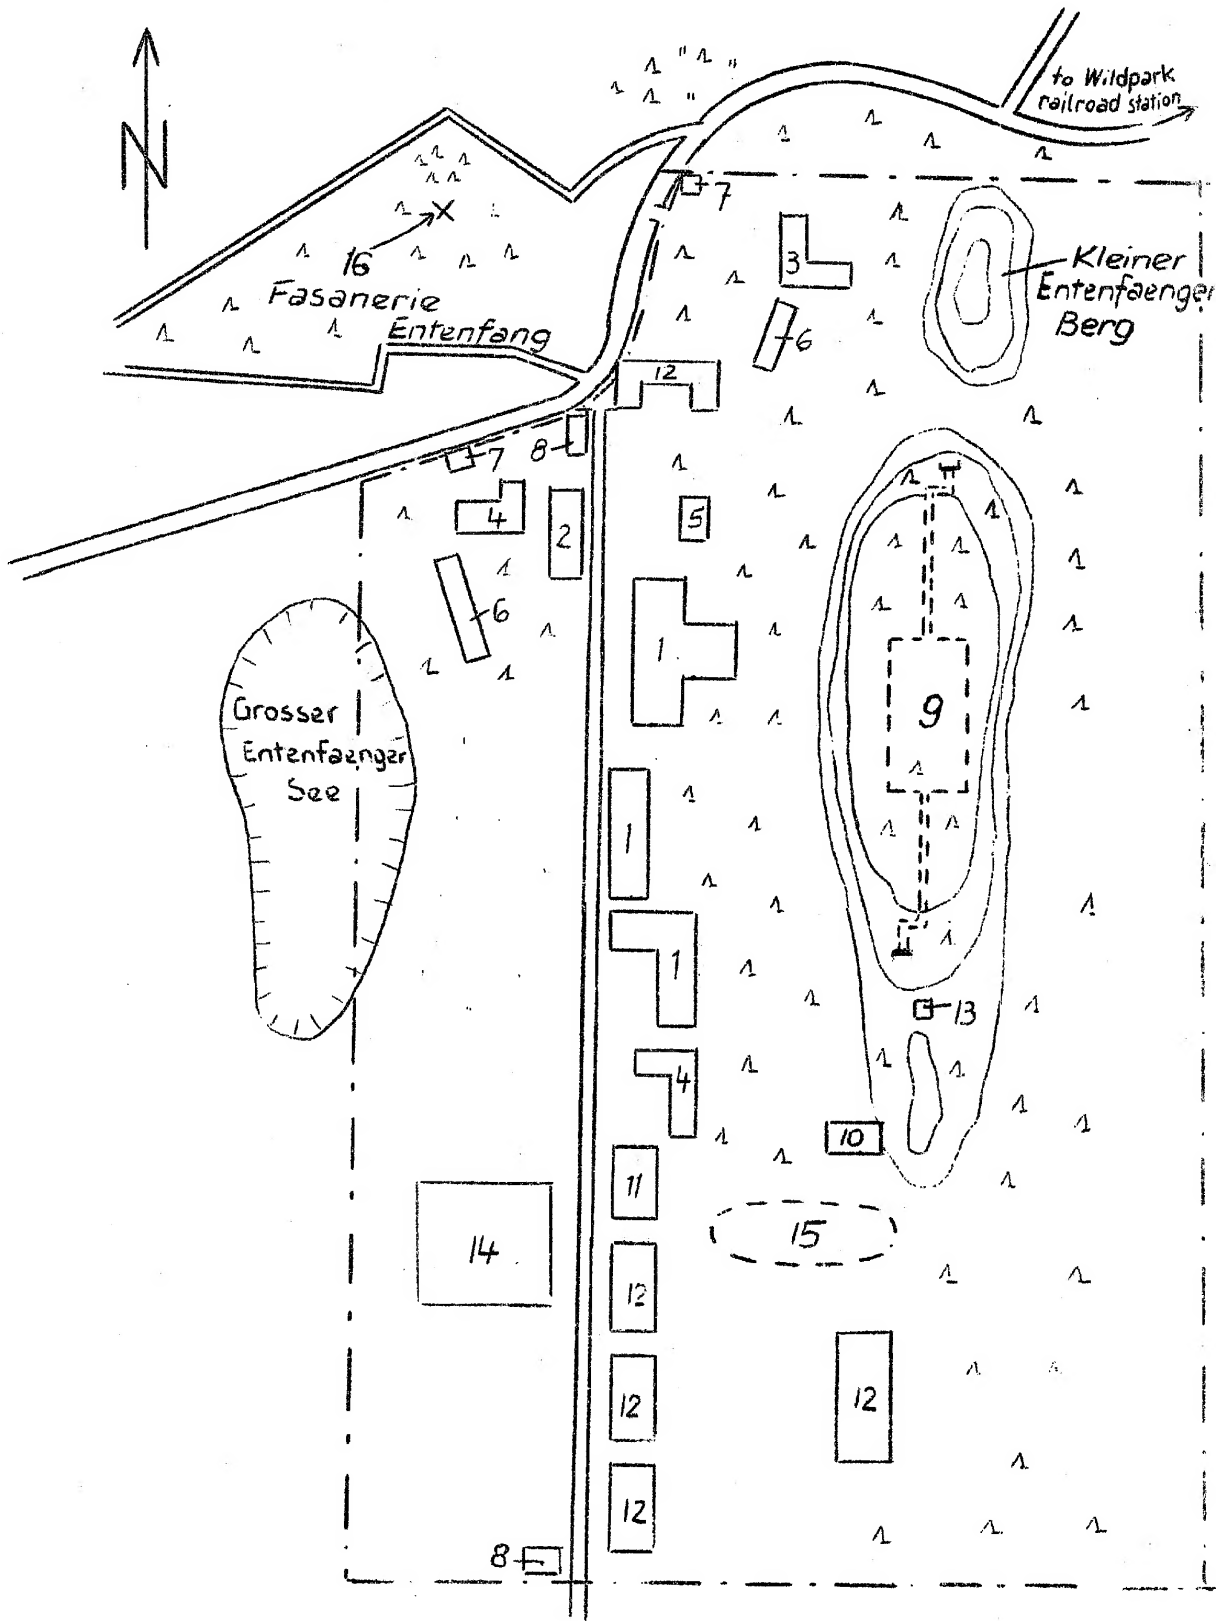 to Wildpark
railroad station
N
7
3
Kleiner
Entenfaenger
Berg
16
Fasanerie
Entenfang
6
12
8
7
4
2
5
6
1
9
Grosser
Entenfaenger
See
1
1
13
4
10
11
15
14
12
12
12
12
8